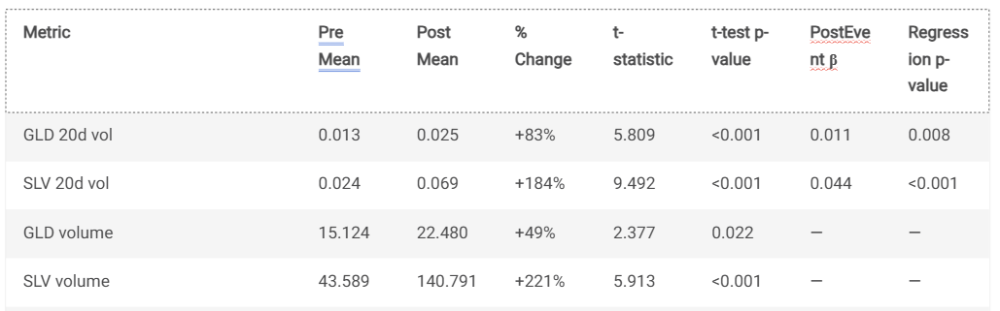 Metric Pre Mean Post Mean % Change t-statistic t-test p-value PostEvent β Regression p-value
GLD 20d vol 0.013 0.025 +83% 5.809 <0.001 0.011 0.008
SLV 20d vol 0.024 0.069 +184% 9.492 <0.001 0.044 <0.001
GLD volume 15.124 22.480 +49% 2.377 0.022 — —
SLV volume 43.589 140.791 +221% 5.913 <0.001 — —